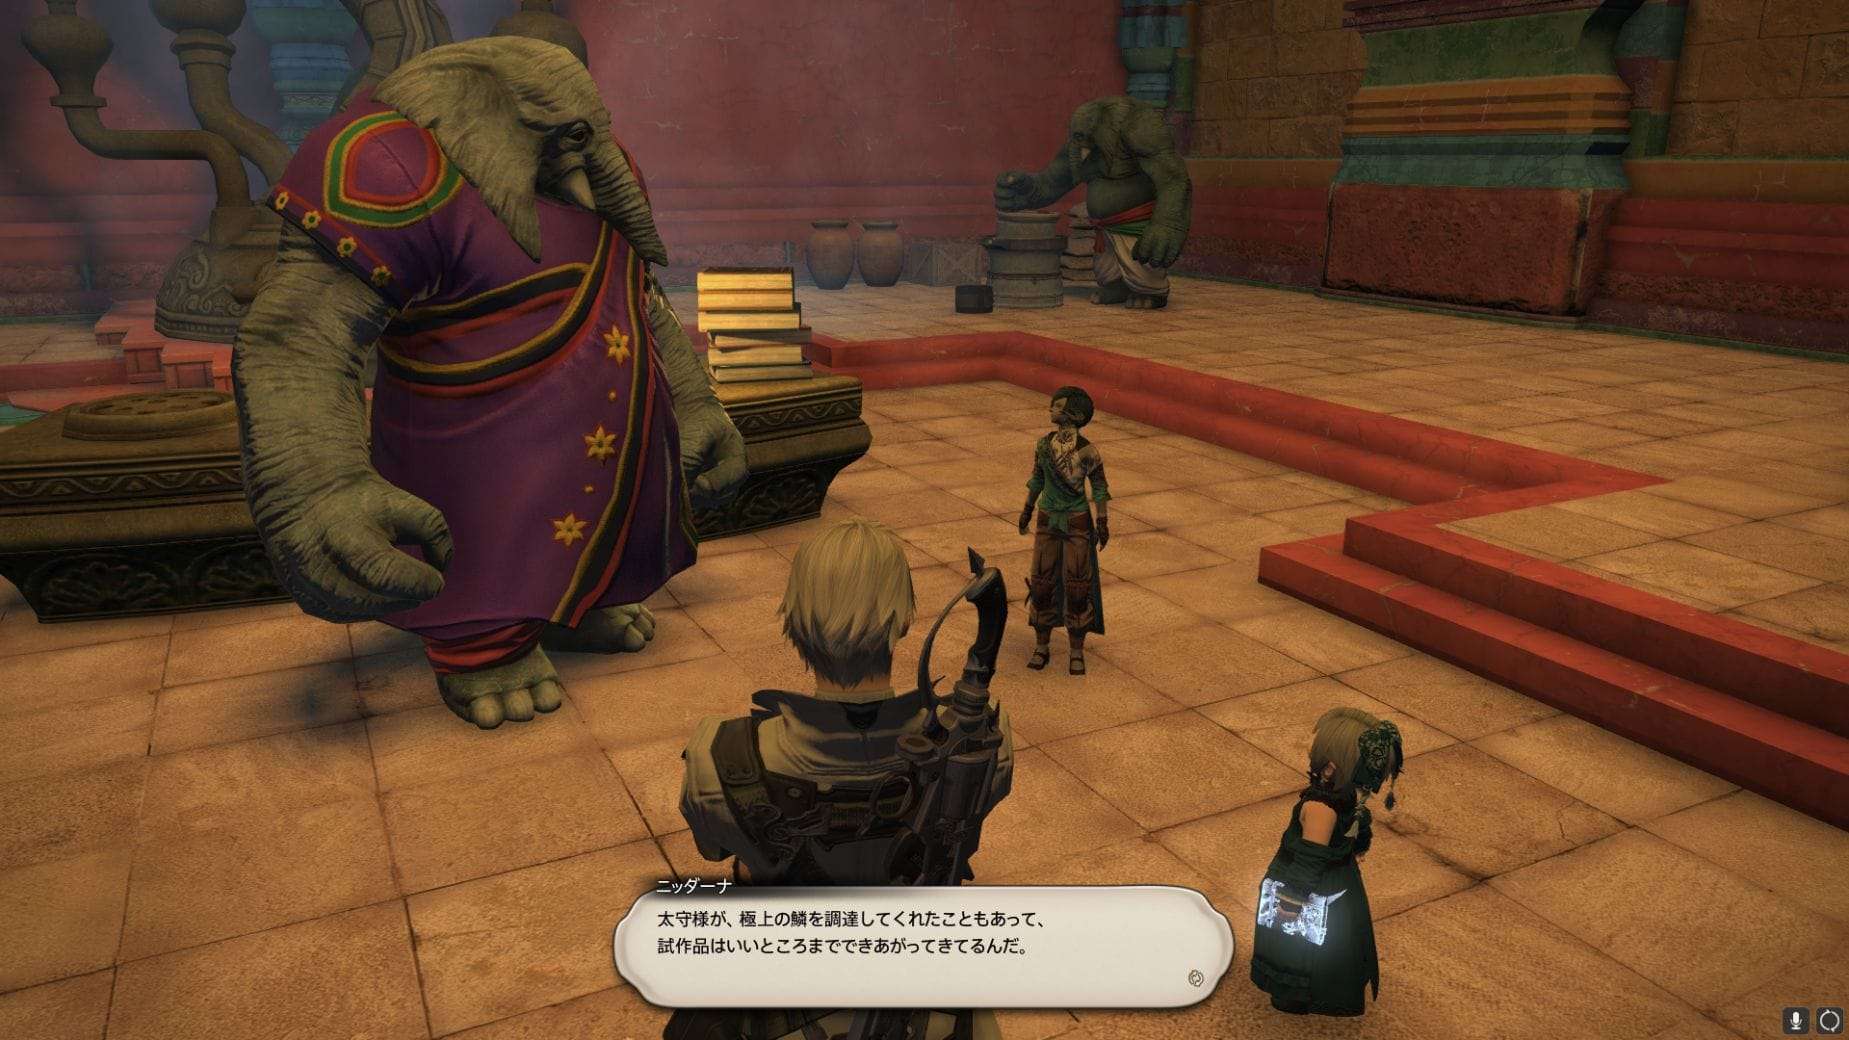 ニッダーナ
太守様が、極上の鱗を調達してくれたこともあって、
試作品はいいところまでできあがってきてるんだ。